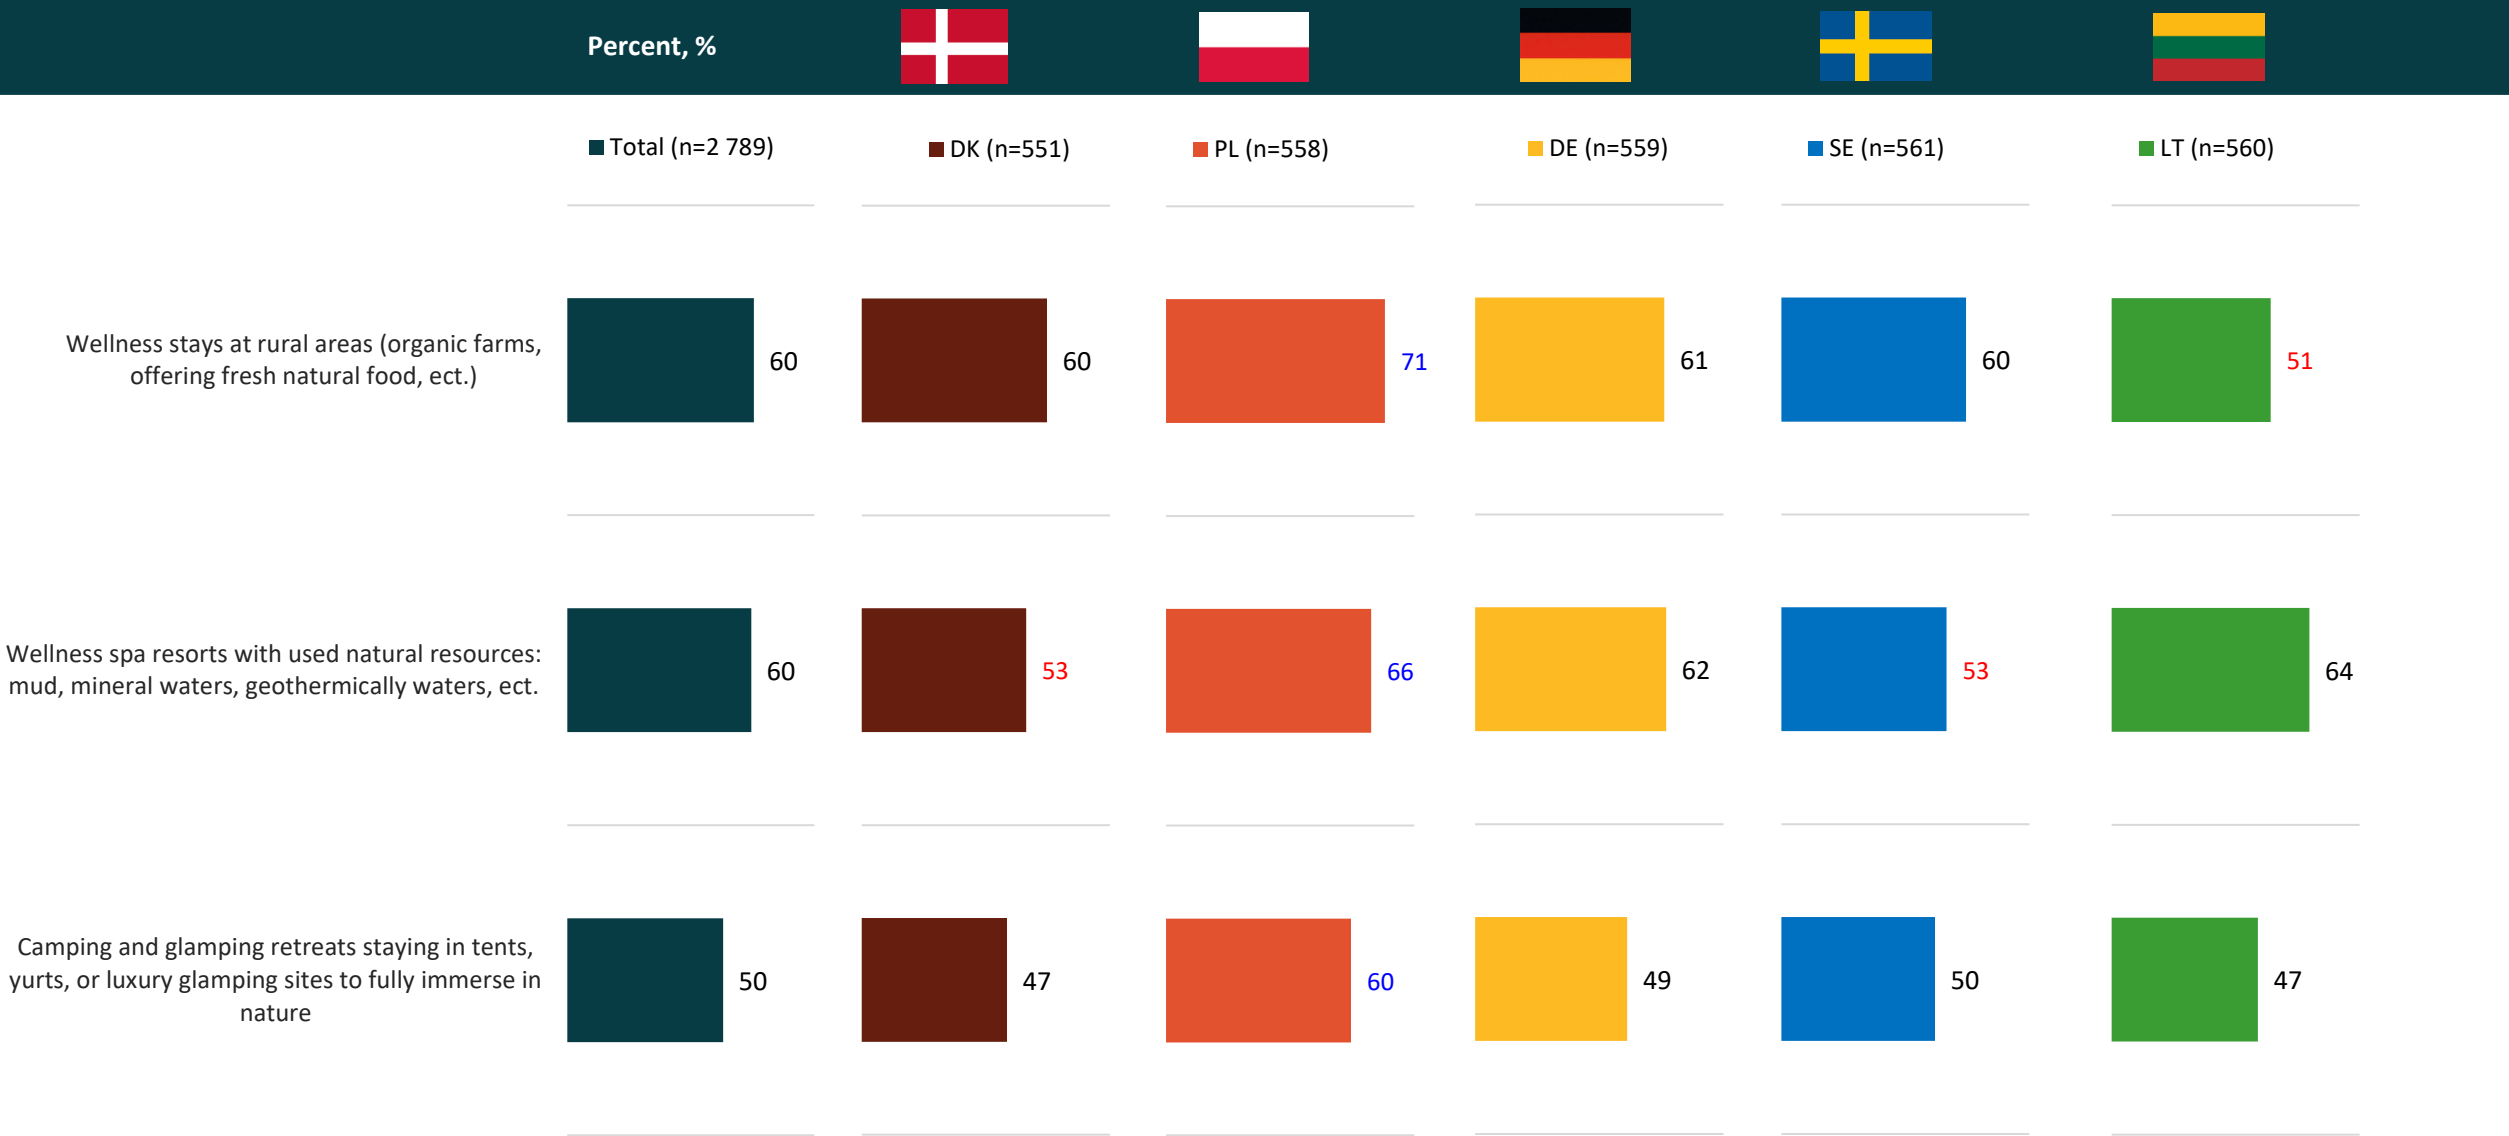 Percent, %
Total (n=2 789)
DK (n=551)
PL (n=558)
DE (n=559)
SE (n=561)
LT (n=560)
Wellness stays at rural areas (organic farms,
offering fresh natural food, ect.)
60
60
71
61
60
51
Wellness spa resorts with used natural resources:
mud, mineral waters, geothermically waters, ect.
60
53
66
62
53
64
Camping and glamping retreats staying in tents,
yurts, or luxury glamping sites to fully immerse in
nature
50
47
60
49
50
47